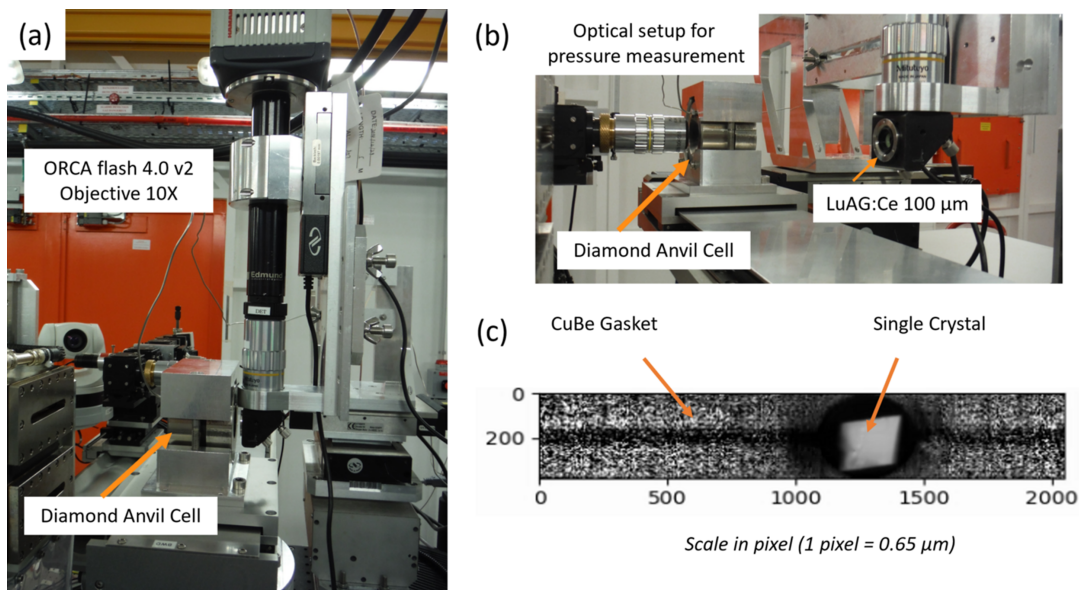 (a)
ORCA flash 4.0 v2
Objective 10X
Edmund
Diamond Anvil Cell
(b)
Optical setup for
pressure measurement
Mitutoyo
LuAG:Ce 100 µm
Diamond Anvil Cell
(c)
CuBe Gasket
Single Crystal
0
200
0
500
1000
1500
2000
Scale in pixel (1 pixel = 0.65 µm)